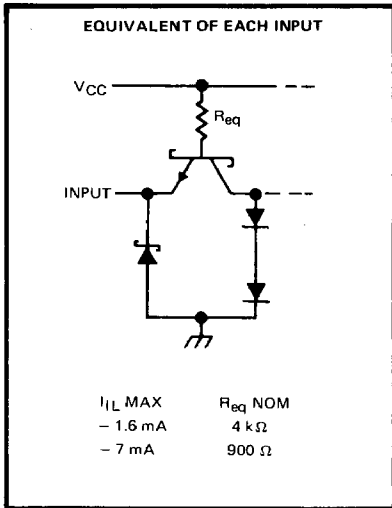 EQUIVALENT OF EACH INPUT
VCC
Req
INPUT
IIL MAX Req NOM
– 1.6 mA 4 kΩ
– 7 mA 900 Ω